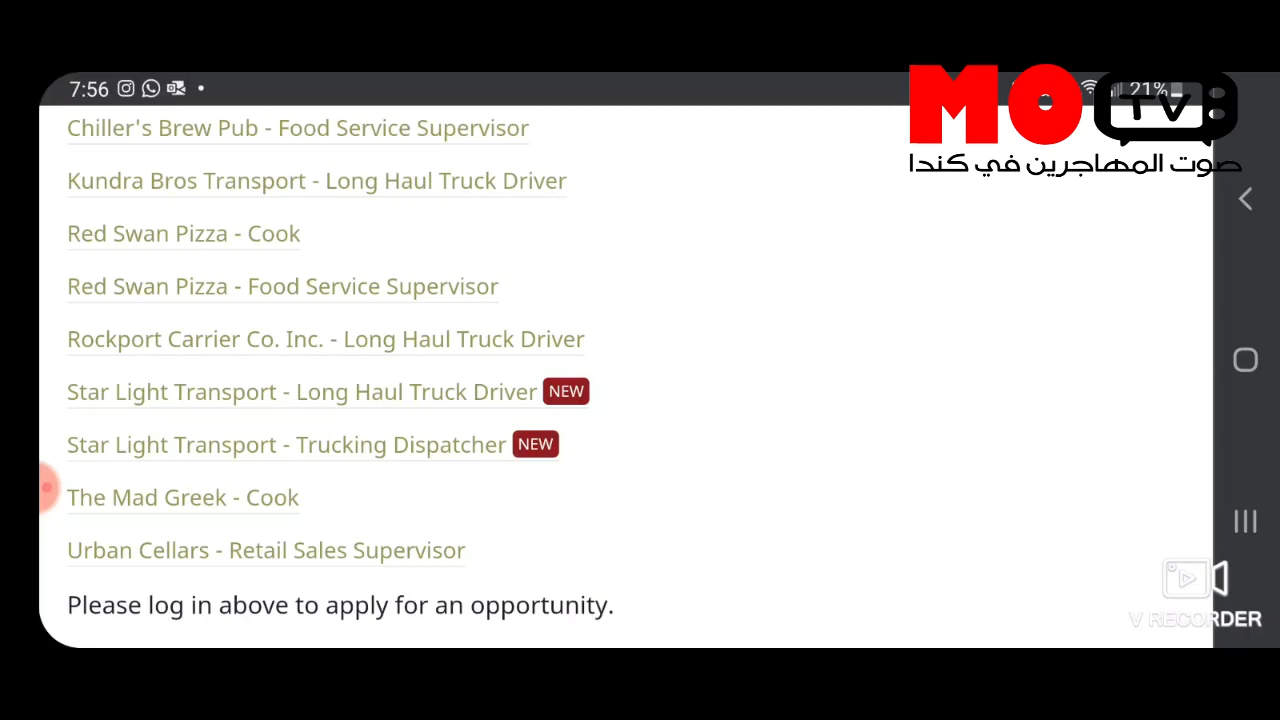 7:56
21%
MO TV
صوت المهاجرين في كندا
Chiller's Brew Pub - Food Service Supervisor
Kundra Bros Transport - Long Haul Truck Driver
Red Swan Pizza - Cook
Red Swan Pizza - Food Service Supervisor
Rockport Carrier Co. Inc. - Long Haul Truck Driver
Star Light Transport - Long Haul Truck Driver NEW
Star Light Transport - Trucking Dispatcher NEW
The Mad Greek - Cook
Urban Cellars - Retail Sales Supervisor
Please log in above to apply for an opportunity.
V RECORDER